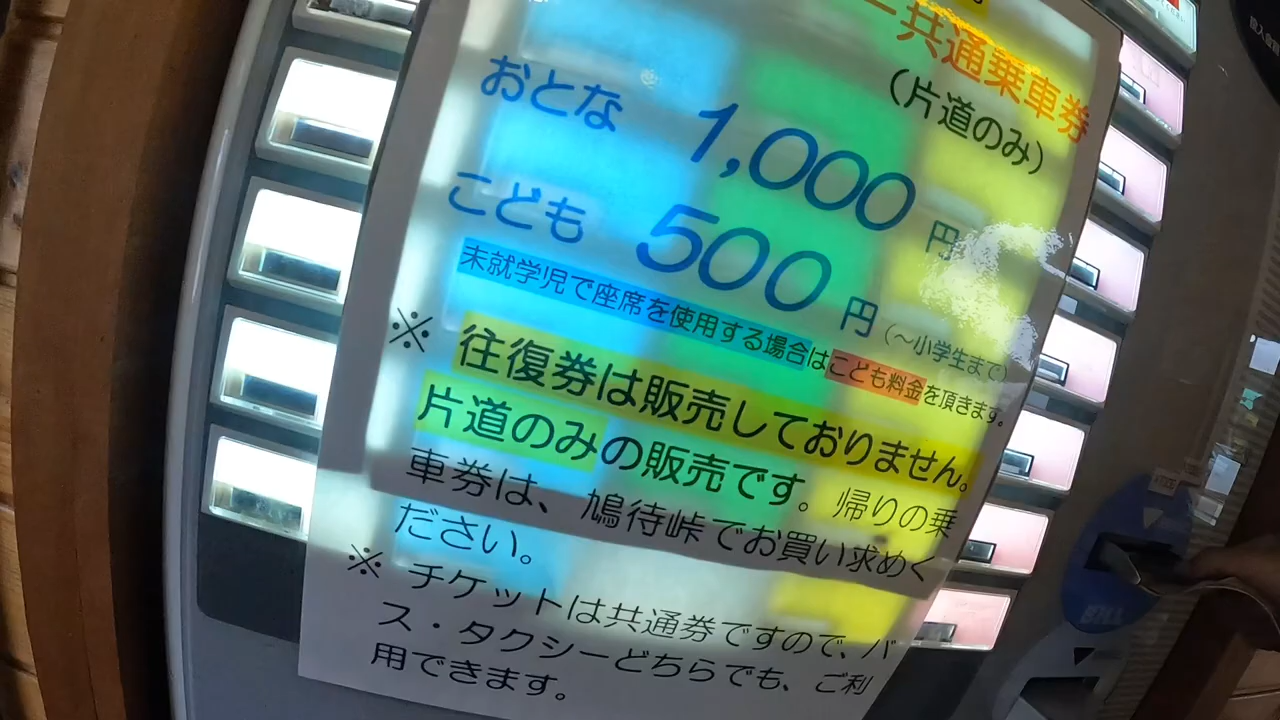 ー共通乗車券
(片道のみ)
おとな 1,000 円
こども 500 円 (~小学生まで)
未就学児で座席を使用する場合はこども料金を頂きます。
※ 往復券は販売しておりません。
片道のみの販売です。帰りの乗
車券は、鳩待峠でお買い求めく
ださい。
※ チケットは共通券ですので、バ
ス・タクシーどちらでも、ご利
用できます。
BILL